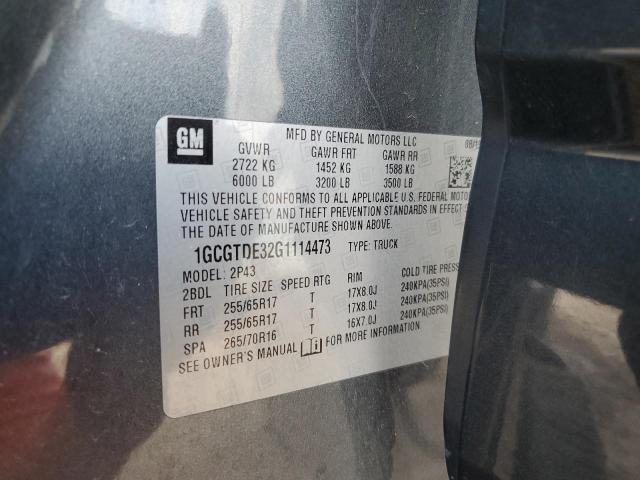 GM
MFD BY GENERAL MOTORS LLC
GVWR GAWR FRT GAWR RR
2722 KG 1452 KG 1588 KG
6000 LB 3200 LB 3500 LB
THIS VEHICLE CONFORMS TO ALL APPLICABLE U.S. FEDERAL MOTOR
VEHICLE SAFETY AND THEFT PREVENTION STANDARDS IN EFFECT
THE DATE OF MANUFACTURE SHOWN ABOVE.
1GCGTDE32G1114473 TYPE: TRUCK
MODEL: 2P43
2BDL TIRE SIZE SPEED RTG RIM COLD TIRE PRESS
FRT 255/65R17 T 17X8.0J 240KPA(35PSI)
RR 255/65R17 T 17X8.0J 240KPA(35PSI)
SPA 265/70R16 T 16X7.0J 240KPA(35PSI)
SEE OWNER'S MANUAL FOR MORE INFORMATION